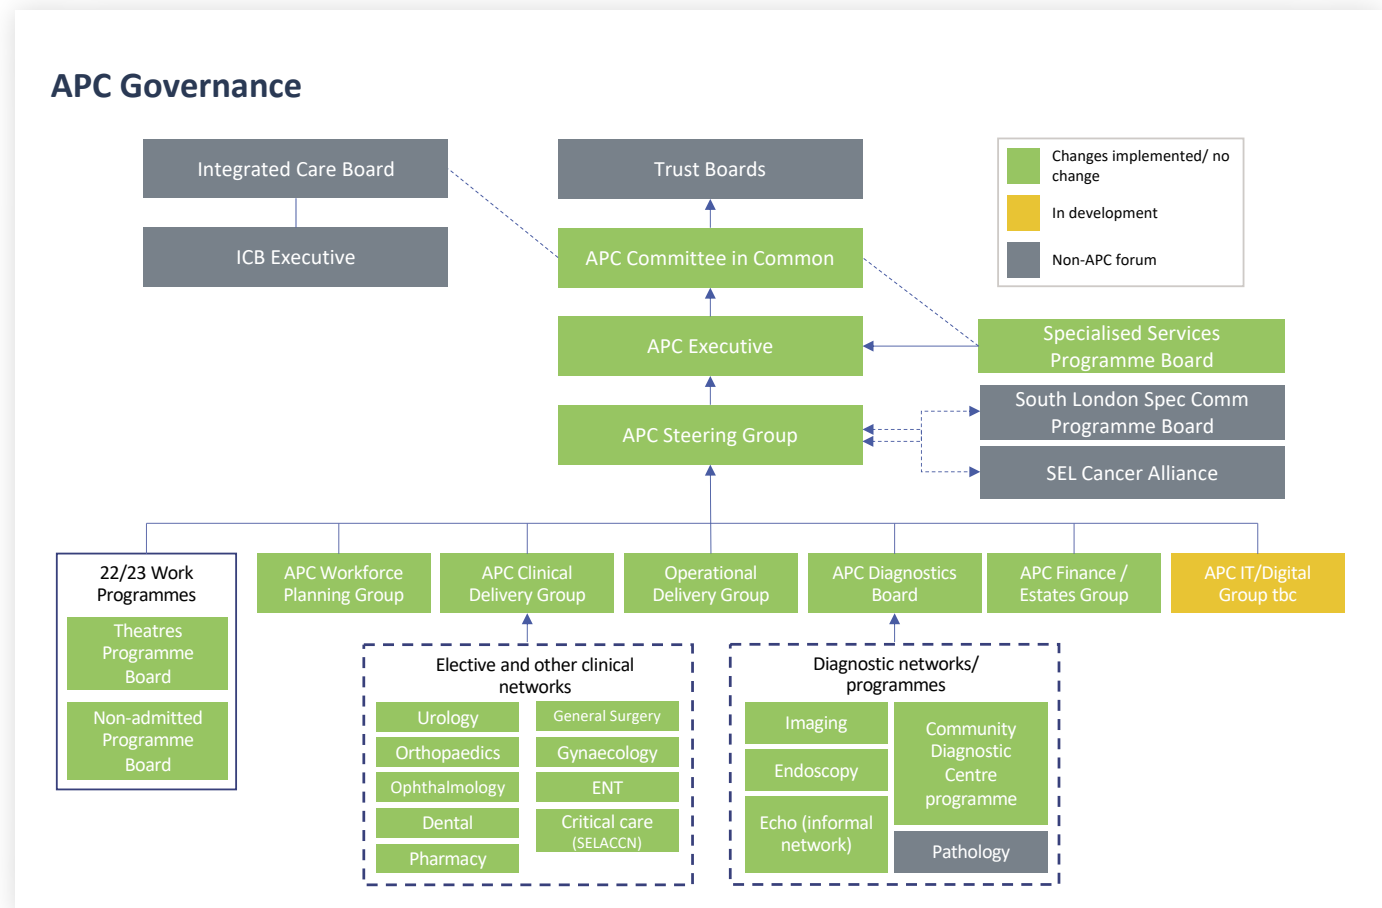 APC Governance
Integrated Care Board
Trust Boards
Changes implemented/ no
change
In development
Non-APC forum
ICB Executive
APC Committee in Common
APC Executive
Specialised Services
Programme Board
South London Spec Comm
Programme Board
APC Steering Group
SEL Cancer Alliance
22/23 Work
Programmes
Theatres
Programme
Board
Non-admitted
Programme
Board
APC Workforce
Planning Group
APC Clinical
Delivery Group
Operational
Delivery Group
APC Diagnostics
Board
APC Finance /
Estates Group
APC IT/Digital
Group tbc
Elective and other clinical
networks
Urology
General Surgery
Orthopaedics
Gynaecology
Ophthalmology
ENT
Dental
Critical care
(SELACCN)
Pharmacy
Diagnostic networks/
programmes
Imaging
Endoscopy
Echo (informal
network)
Community
Diagnostic
Centre
programme
Pathology